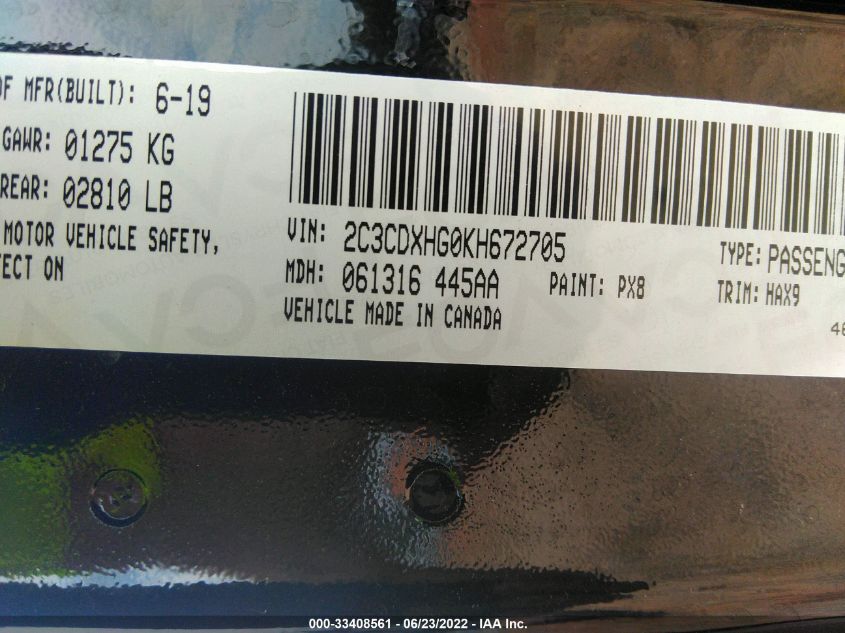 OF MFR(BUILT): 6-19
GAWR: 01275 KG
REAR: 02810 LB
MOTOR VEHICLE SAFETY,
FECT ON
VIN: 2C3CDXHG0KH672705
TYPE: PASSENG
MDH: 061316 445AA
PAINT: PX8
TRIM: HAX9
VEHICLE MADE IN CANADA
46
000-33408561 - 06/23/2022 - IAA Inc.